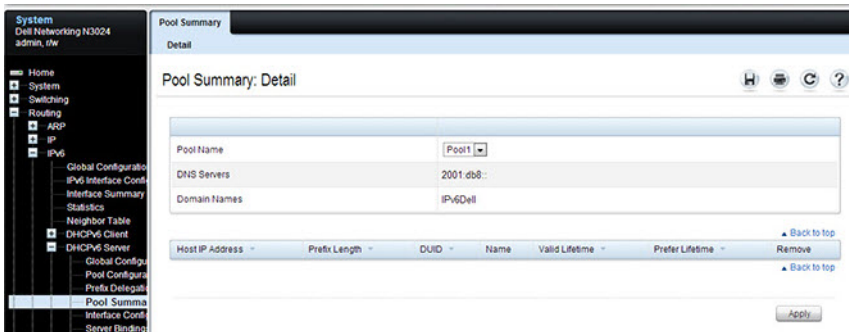 System
Dell Networking N3024
admin, r/w
Home
System
Switching
Routing
ARP
IP
IPv6
Global Configuratio
IPv6 Interface Confi
Interface Summary
Statistics
Neighbor Table
DHCPv6 Client
DHCPv6 Server
Global Configu
Pool Configura
Prefix Delegati
Pool Summa
Interface Confi
Server Bindings
Pool Summary
Detail
Pool Summary: Detail
Pool Name Pool1
DNS Servers 2001:db8::
Domain Names IPv6Dell
Back to top
Host IP Address Prefix Length DUID Name Valid Lifetime Prefer Lifetime Remove
Back to top
Apply